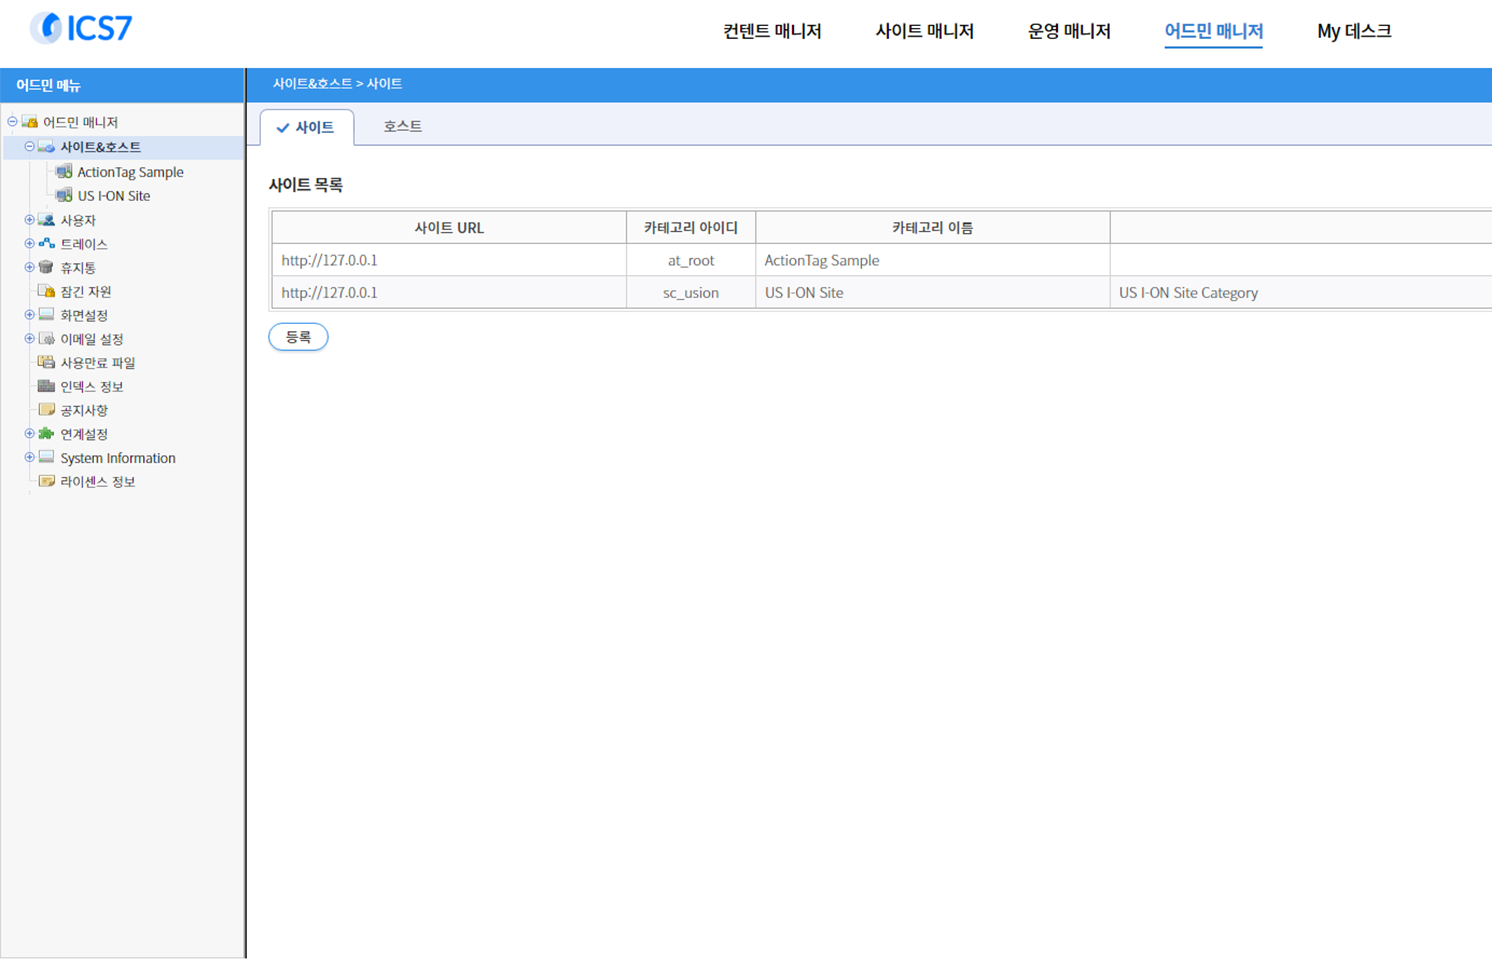 ICS7
컨텐트 매니저 사이트 매니저 운영 매니저 어드민 매니저 My 데스크
어드민 메뉴
사이트&호스트 > 사이트
어드민 매니저
사이트&호스트
ActionTag Sample
US I-ON Site
사용자
트레이스
휴지통
잠긴 자원
화면설정
이메일 설정
사용만료 파일
인덱스 정보
공지사항
연계설정
System Information
라이센스 정보
사이트 호스트
사이트 목록
사이트 URL 카테고리 아이디 카테고리 이름
http://127.0.0.1 at_root ActionTag Sample
http://127.0.0.1 sc_usion US I-ON Site US I-ON Site Category
등록